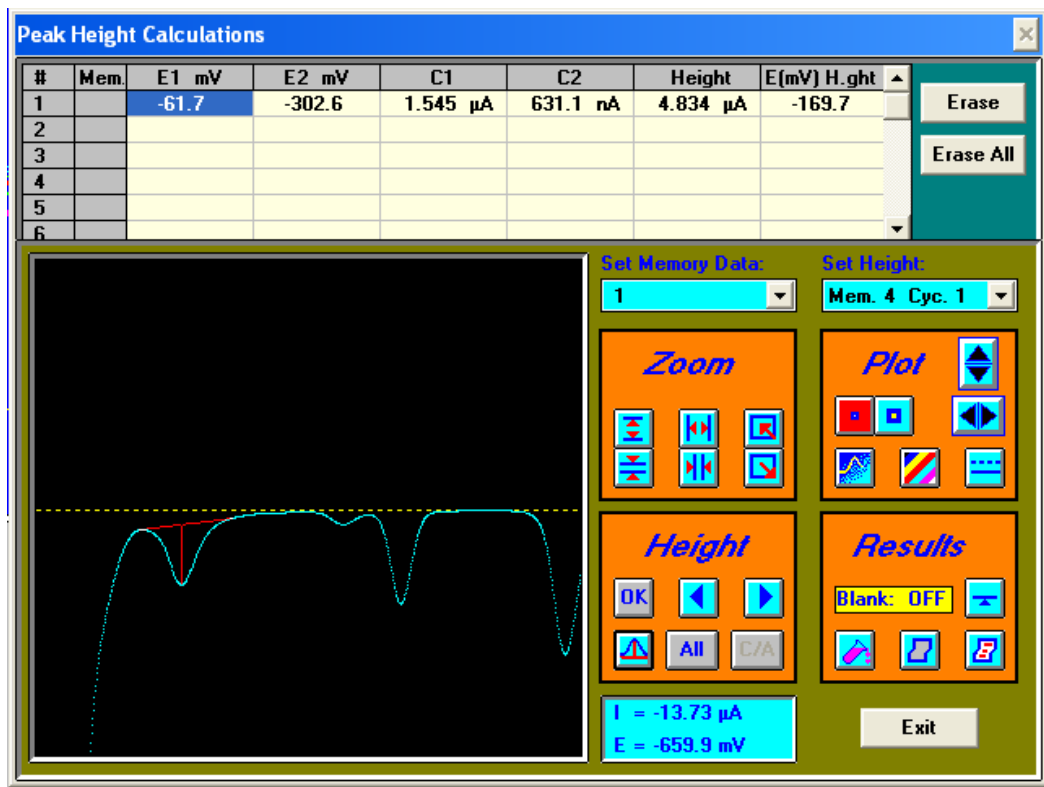 Peak Height Calculations
# Mem. E1 mV E2 mV C1 C2 Height E(mV) H.ght
1 -61.7 -302.6 1.545 µA 631.1 nA 4.834 µA -169.7
2
3
4
5
6
Erase
Erase All
Set Memory Data:
1
Set Height:
Mem. 4 Cyc. 1
Zoom
Plot
Height
OK
All
C/A
Results
Blank: OFF
I = -13.73 µA
E = -659.9 mV
Exit